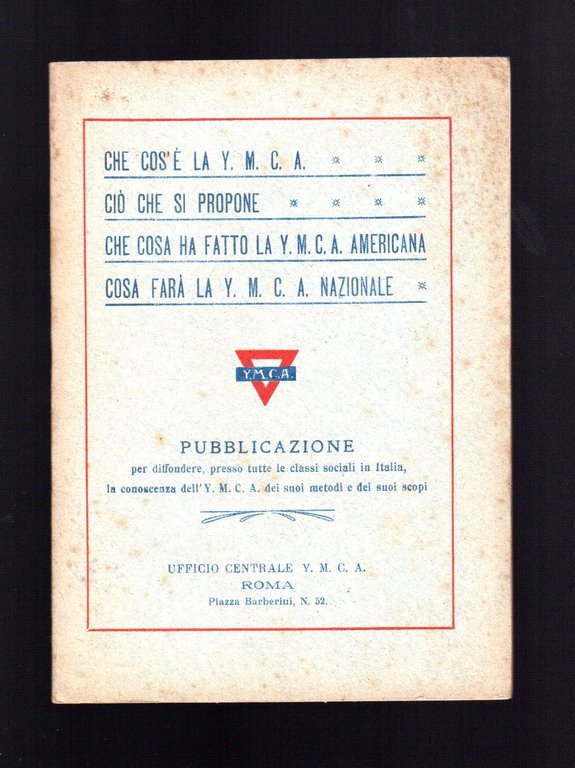 CHE COS'È LA Y. M. C. A. ※ ※ ※
CIÒ CHE SI PROPONE ※ ※ ※ ※
CHE COSA HA FATTO LA Y. M. C. A. AMERICANA
COSA FARÀ LA Y. M. C. A. NAZIONALE ※
Y.M.C.A.
PUBBLICAZIONE
per diffondere, presso tutte le classi sociali in Italia,
la conoscenza dell'Y. M. C. A. dei suoi metodi e dei suoi scopi
UFFICIO CENTRALE Y. M. C. A.
ROMA
Piazza Barberini, N. 52.